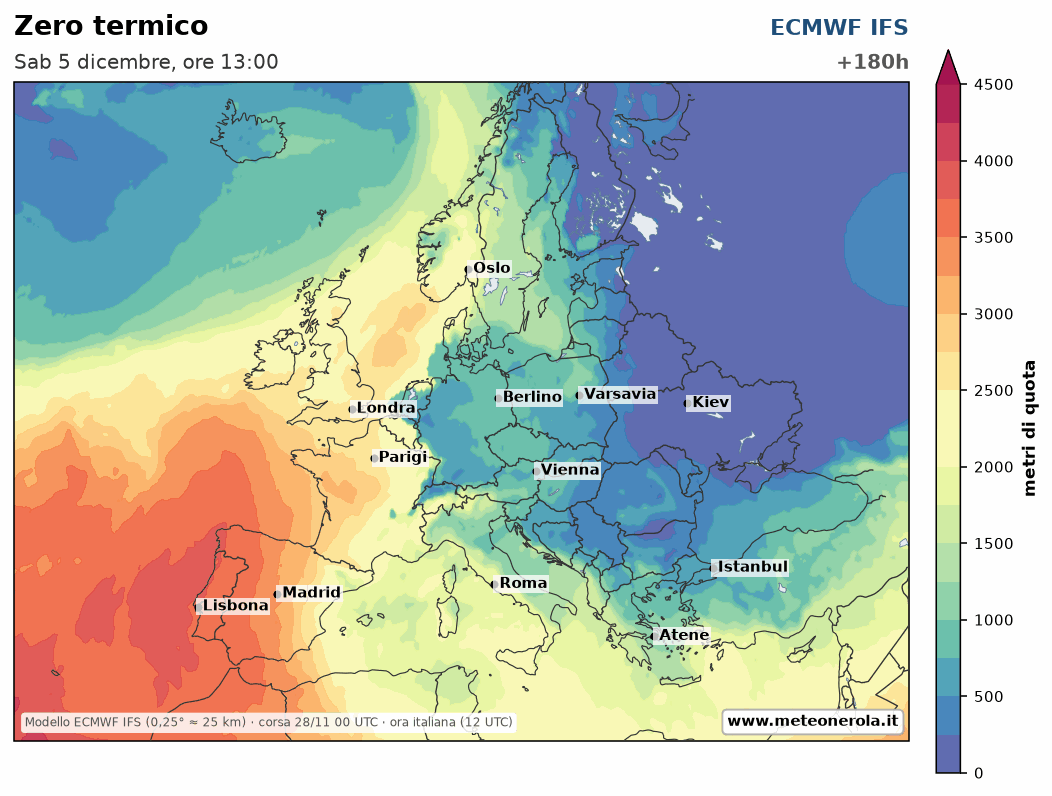 Zero termico
ECMWF IFS
Sab 5 dicembre, ore 13:00
+180h
4500
4000
3500
3000
2500
2000
1500
1000
500
0
metri di quota
Oslo
Berlino
Varsavia
Kiev
Londra
Parigi
Vienna
Istanbul
Roma
Madrid
Lisbona
Atene
Modello ECMWF IFS (0,25° ≈ 25 km) · corsa 28/11 00 UTC · ora italiana (12 UTC)
www.meteonerola.it